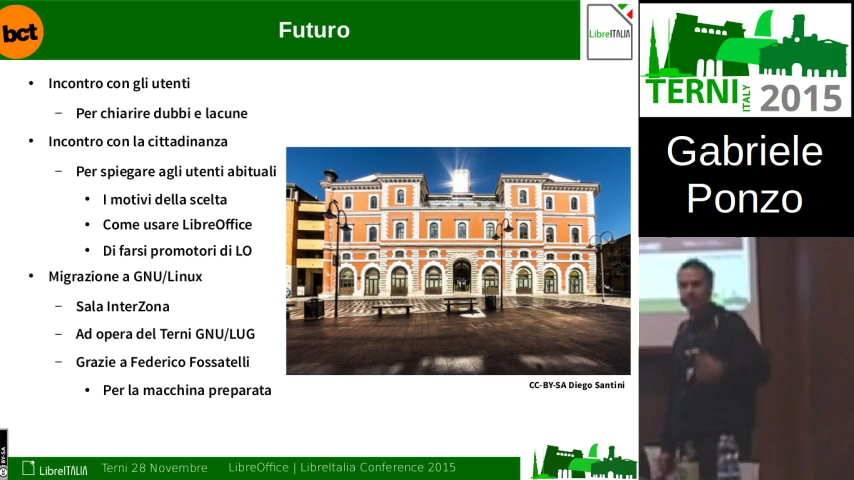 bct
Futuro
LibreITALIA
• Incontro con gli utenti
– Per chiarire dubbi e lacune
• Incontro con la cittadinanza
– Per spiegare agli utenti abituali
• I motivi della scelta
• Come usare LibreOffice
• Di farsi promotori di LO
• Migrazione a GNU/Linux
– Sala InterZona
– Ad opera del Terni GNU/LUG
– Grazie a Federico Fossatelli
• Per la macchina preparata
CC-BY-SA Diego Santini
BY-SA
LibreITALIA Terni 28 Novembre LibreOffice | LibreItalia Conference 2015
TERNI ITALY 2015
Gabriele
Ponzo